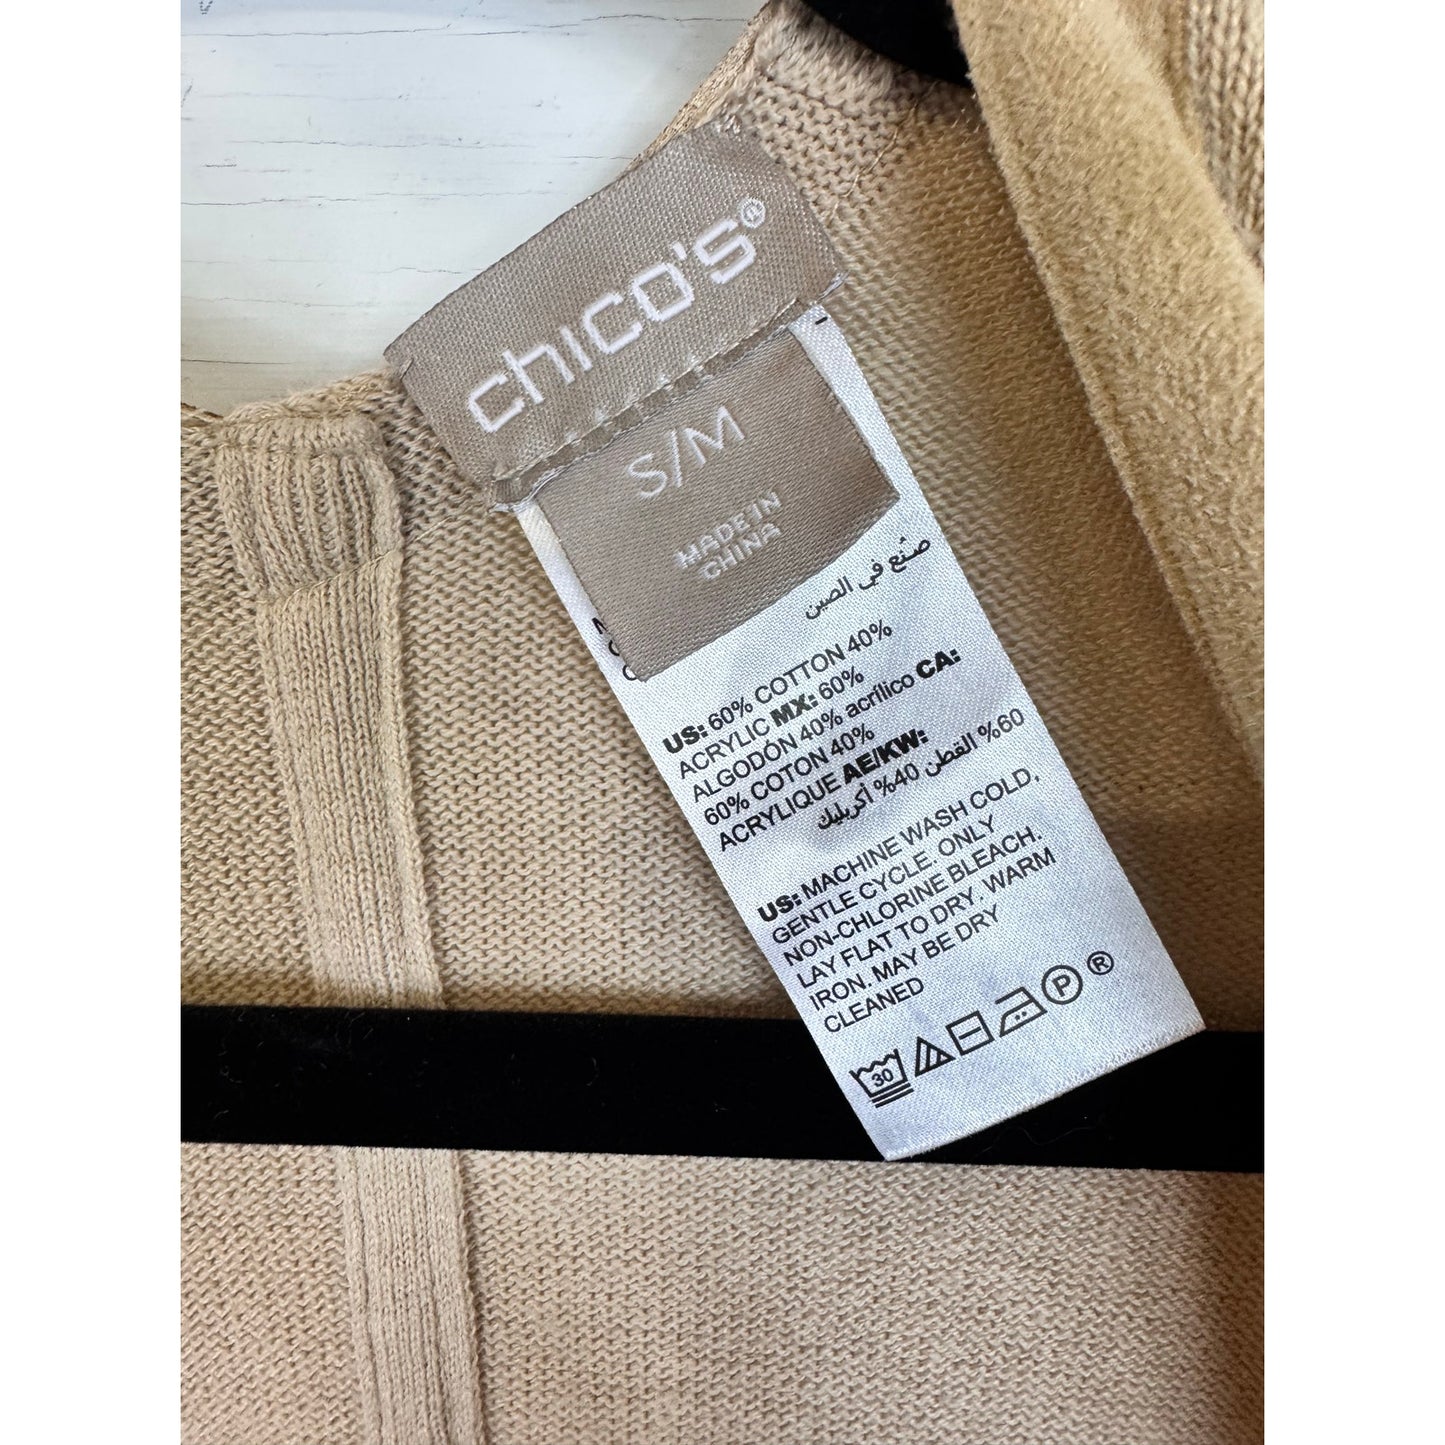 chico's®
S/M
MADE IN
CHINA
صُنع في الصين
US: 60% COTTON 40%
ACRYLIC MX: 60%
ALGODÓN 40% acrílico CA:
60% COTON 40%
ACRYLIQUE AE/KW:
60% القطن 40% أكريليك
US: MACHINE WASH COLD,
GENTLE CYCLE. ONLY
NON-CHLORINE BLEACH.
LAY FLAT TO DRY. WARM
IRON. MAY BE DRY
CLEANED
30 P ®